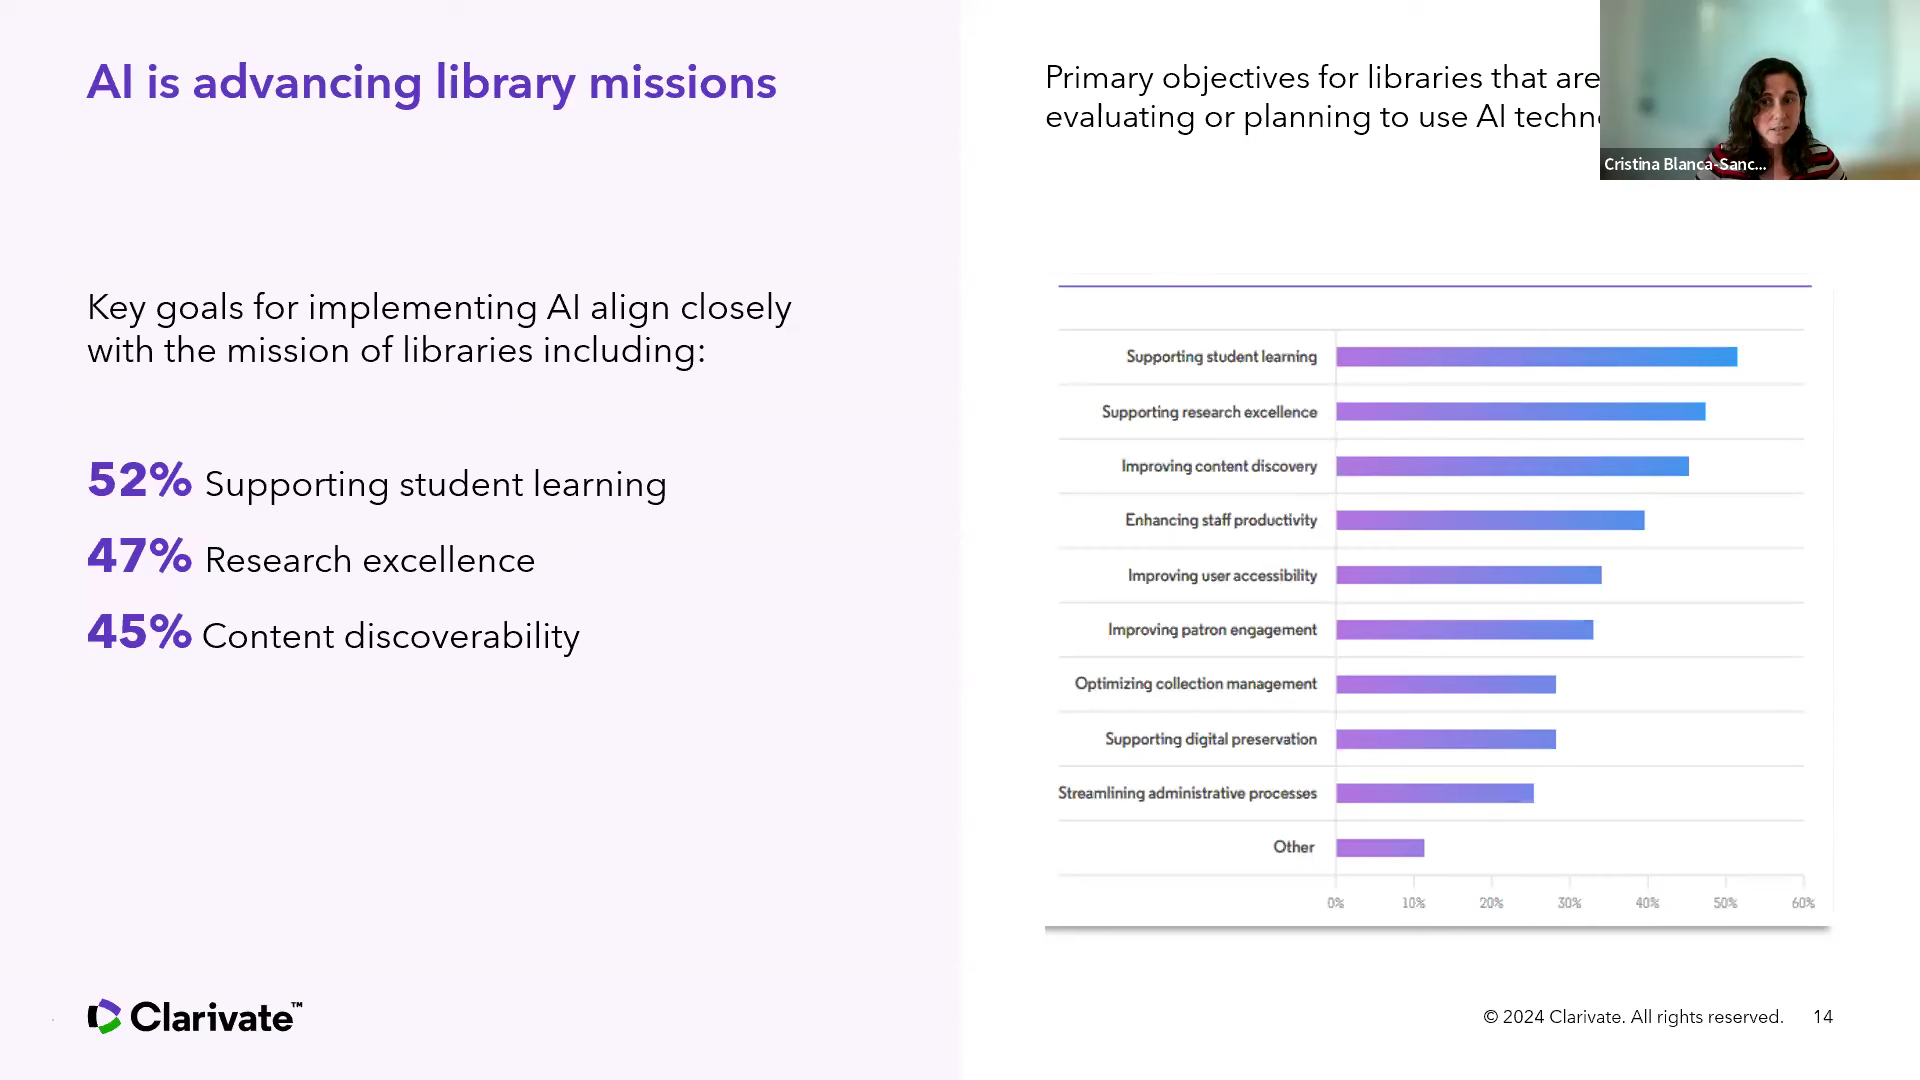 AI is advancing library missions
Key goals for implementing AI align closely
with the mission of libraries including:
52% Supporting student learning
47% Research excellence
45% Content discoverability
Clarivate™
Primary objectives for libraries that are
evaluating or planning to use AI
Cristina Blanca-Sanc...
Supporting student learning
Supporting research excellence
Improving content discovery
Enhancing staff productivity
Improving user accessibility
Improving patron engagement
Optimizing collection management
Supporting digital preservation
Streamlining administrative processes
Other
0% 10% 20% 30% 40% 50% 60%
© 2024 Clarivate. All rights reserved. 14